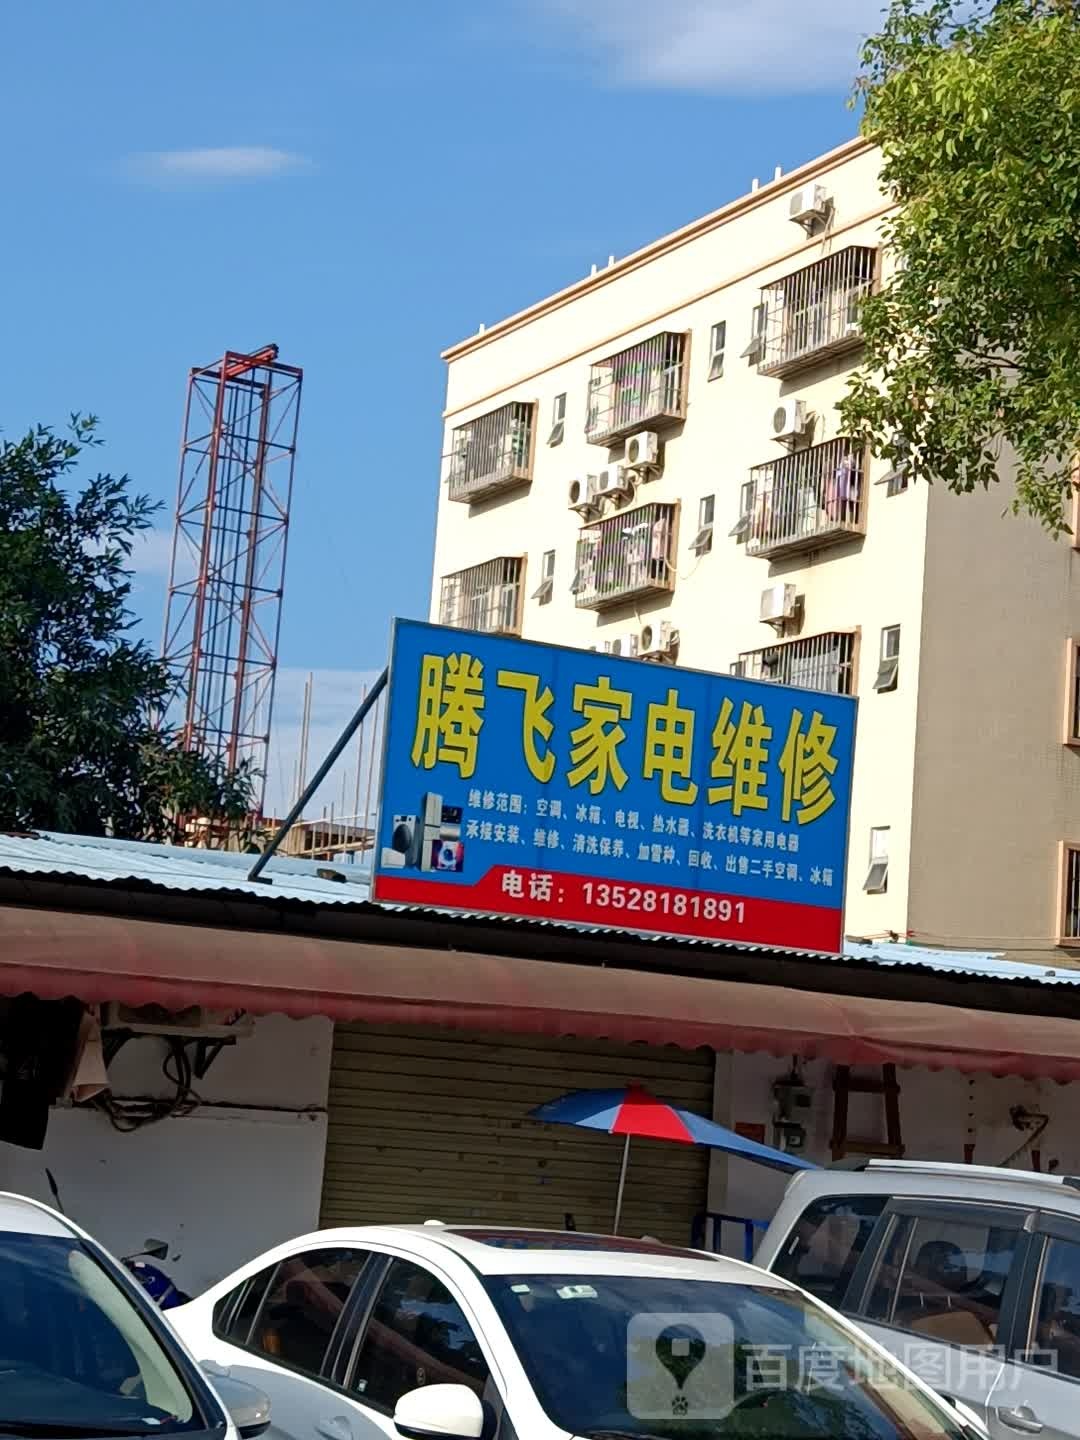 腾飞家电维修
维修范围：空调、冰箱、电视、热水器、洗衣机等家用电器
承接安装、维修、清洗保养、加雪种、回收、出售二手空调、冰箱
电话：13528181891
百度地图用户